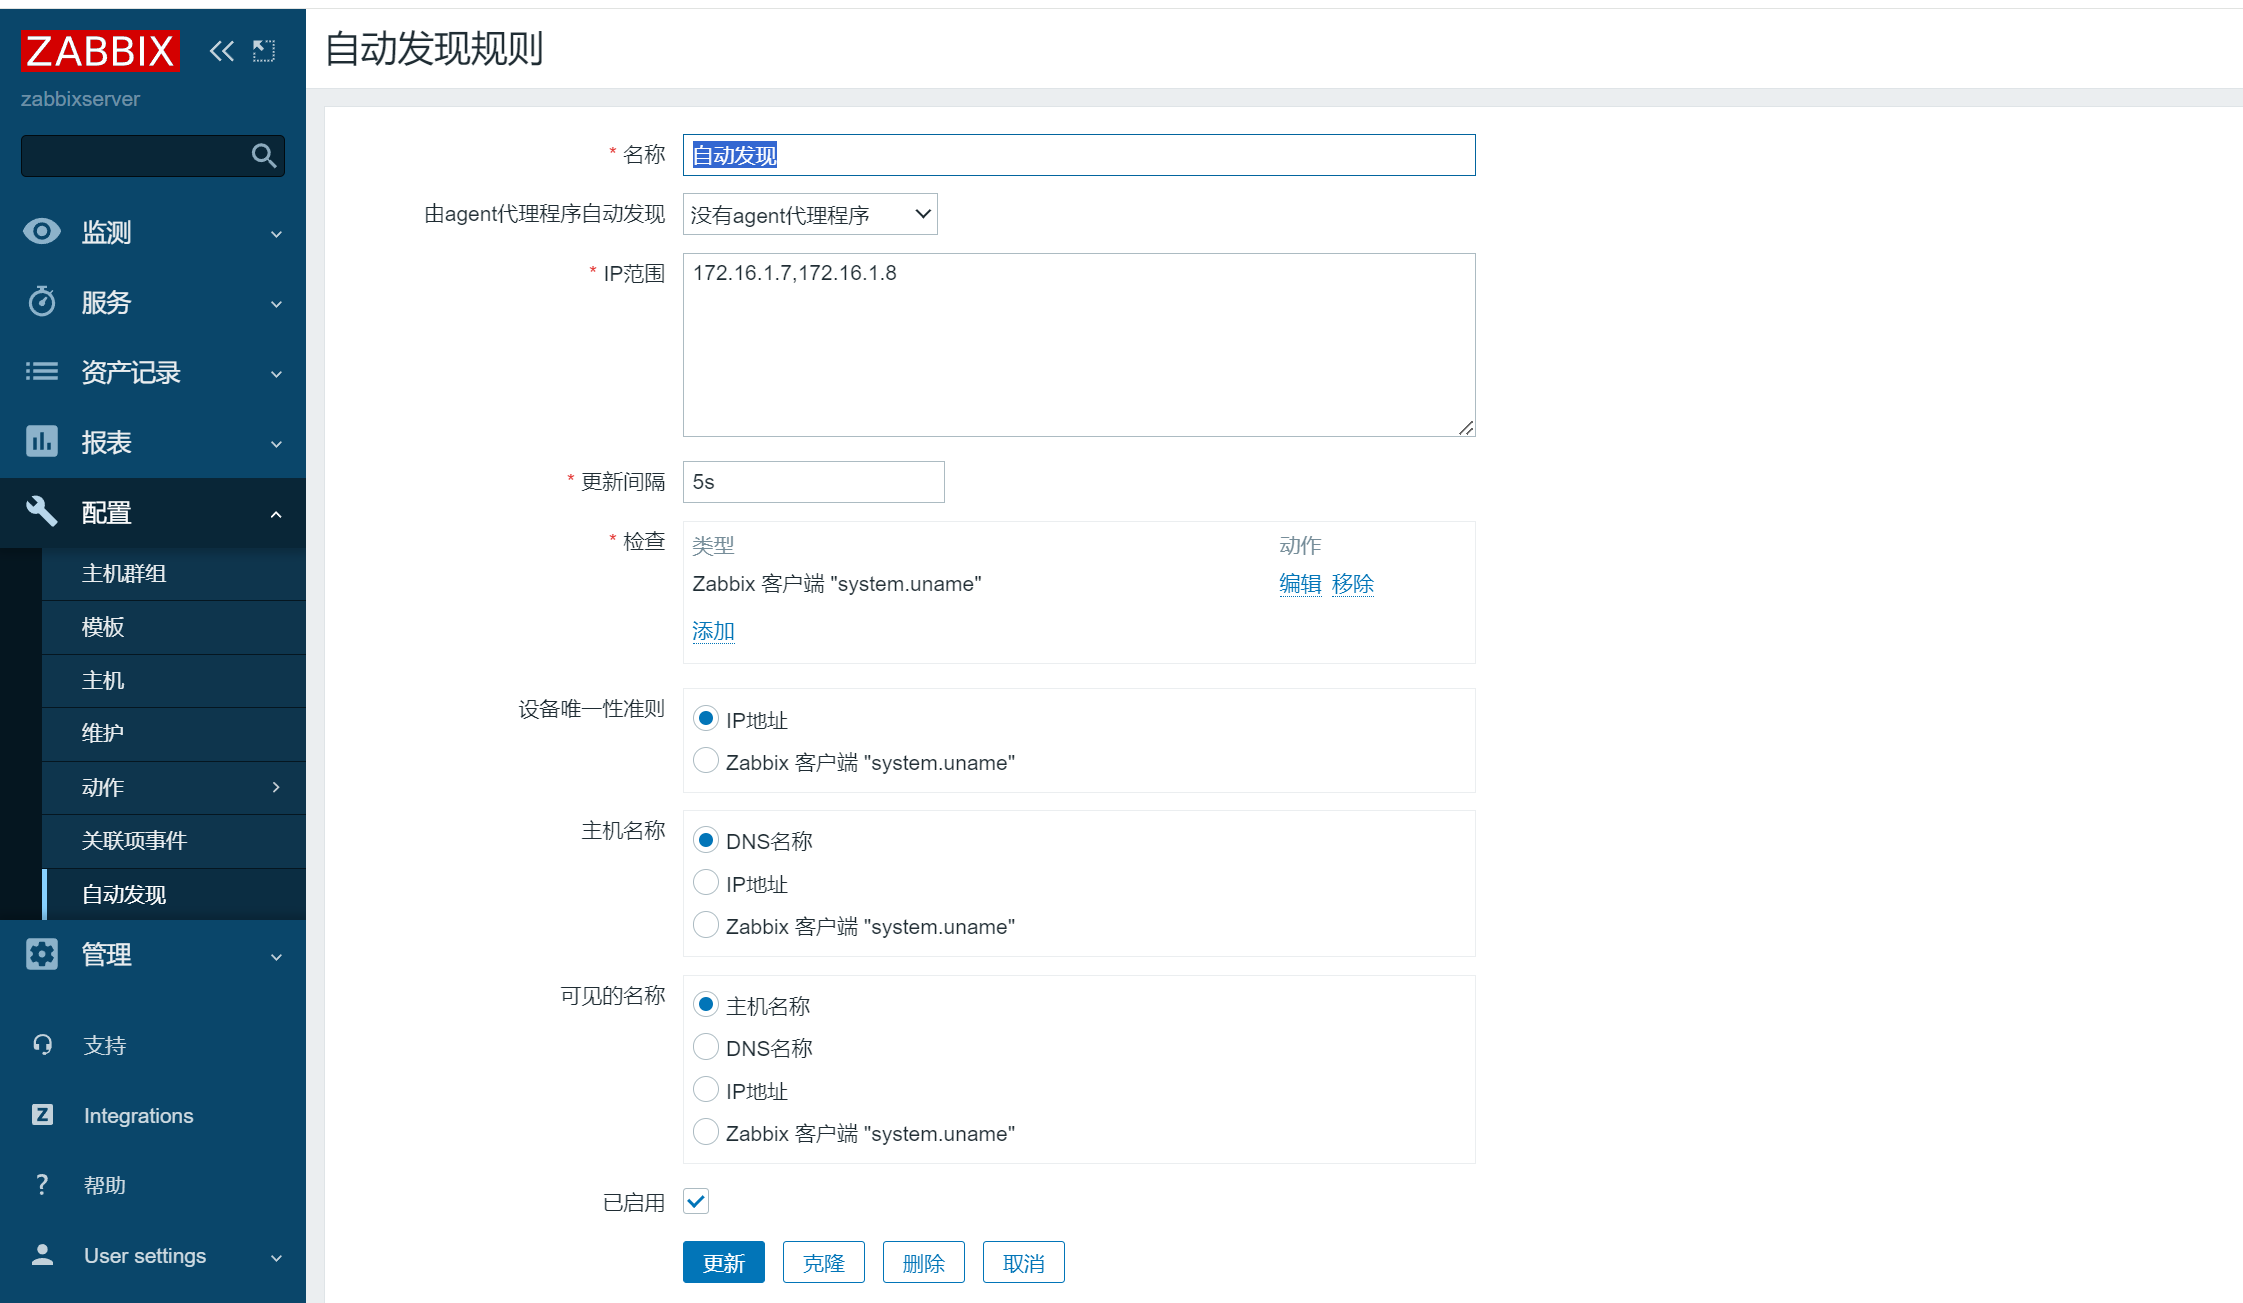 ZABBIX
zabbixserver
监测
服务
资产记录
报表
配置
主机群组
模板
主机
维护
动作
关联项事件
自动发现
管理
支持
Integrations
帮助
User settings
自动发现规则
* 名称 自动发现
由agent代理程序自动发现 没有agent代理程序
* IP范围 172.16.1.7,172.16.1.8
* 更新间隔 5s
* 检查 类型 动作
Zabbix 客户端 "system.uname" 编辑 移除
添加
设备唯一性准则 IP地址
Zabbix 客户端 "system.uname"
主机名称 DNS名称
IP地址
Zabbix 客户端 "system.uname"
可见的名称 主机名称
DNS名称
IP地址
Zabbix 客户端 "system.uname"
已启用
更新 克隆 删除 取消